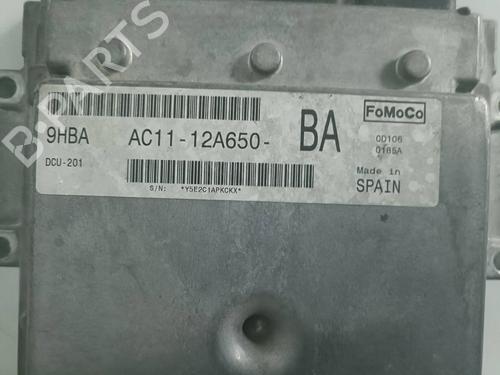 B-PARTS
9HBA AC11-12A650- BA
FoMoCo
0D106
0185A
DCU-201
Made in
SPAIN
S/N: *Y5E2C1APKCKX*